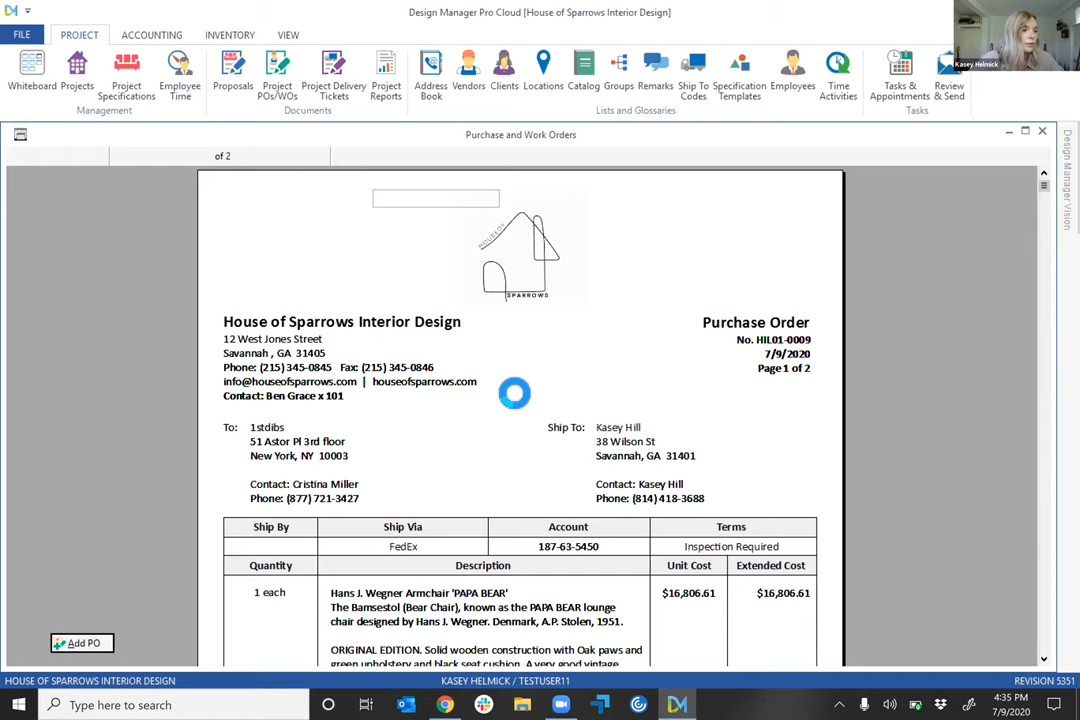 Design Manager Pro Cloud [House of Sparrows Interior Design]
FILE PROJECT ACCOUNTING INVENTORY VIEW
Whiteboard Projects Project Specifications Employee Time Proposals Project POs/WOs Project Delivery Tickets Project Reports Address Book Vendors Clients Locations Catalog Groups Remarks Ship To Codes Specification Templates Employees Time Activities Tasks & Appointments Review & Send
Management Documents Lists and Glossaries Tasks
Kasey Helmick
Purchase and Work Orders
of 2
Design Manager Vision
HOUSE OF
SPARROWS
House of Sparrows Interior Design Purchase Order
12 West Jones Street No. HIL01-0009
Savannah , GA 31405 7/9/2020
Phone: (215) 345-0845 Fax: (215) 345-0846 Page 1 of 2
info@houseofsparrows.com | houseofsparrows.com
Contact: Ben Grace x 101
To: 1stdibs Ship To: Kasey Hill
51 Astor Pl 3rd floor 38 Wilson St
New York, NY 10003 Savannah, GA 31401
Contact: Cristina Miller Contact: Kasey Hill
Phone: (877) 721-3427 Phone: (814) 418-3688
Ship By Ship Via Account Terms
FedEx 187-63-5450 Inspection Required
Quantity Description Unit Cost Extended Cost
1 each Hans J. Wegner Armchair 'PAPA BEAR' $16,806.61 $16,806.61
The Bamsestol (Bear Chair), known as the PAPA BEAR lounge
chair designed by Hans J. Wegner. Denmark, A.P. Stolen, 1951.
ORIGINAL EDITION. Solid wooden construction with Oak paws and
green upholstery and black seat cushion. A very good vintage
Add PO
HOUSE OF SPARROWS INTERIOR DESIGN KASEY HELMICK / TESTUSER11 REVISION 5351
Type here to search
4:35 PM
7/9/2020